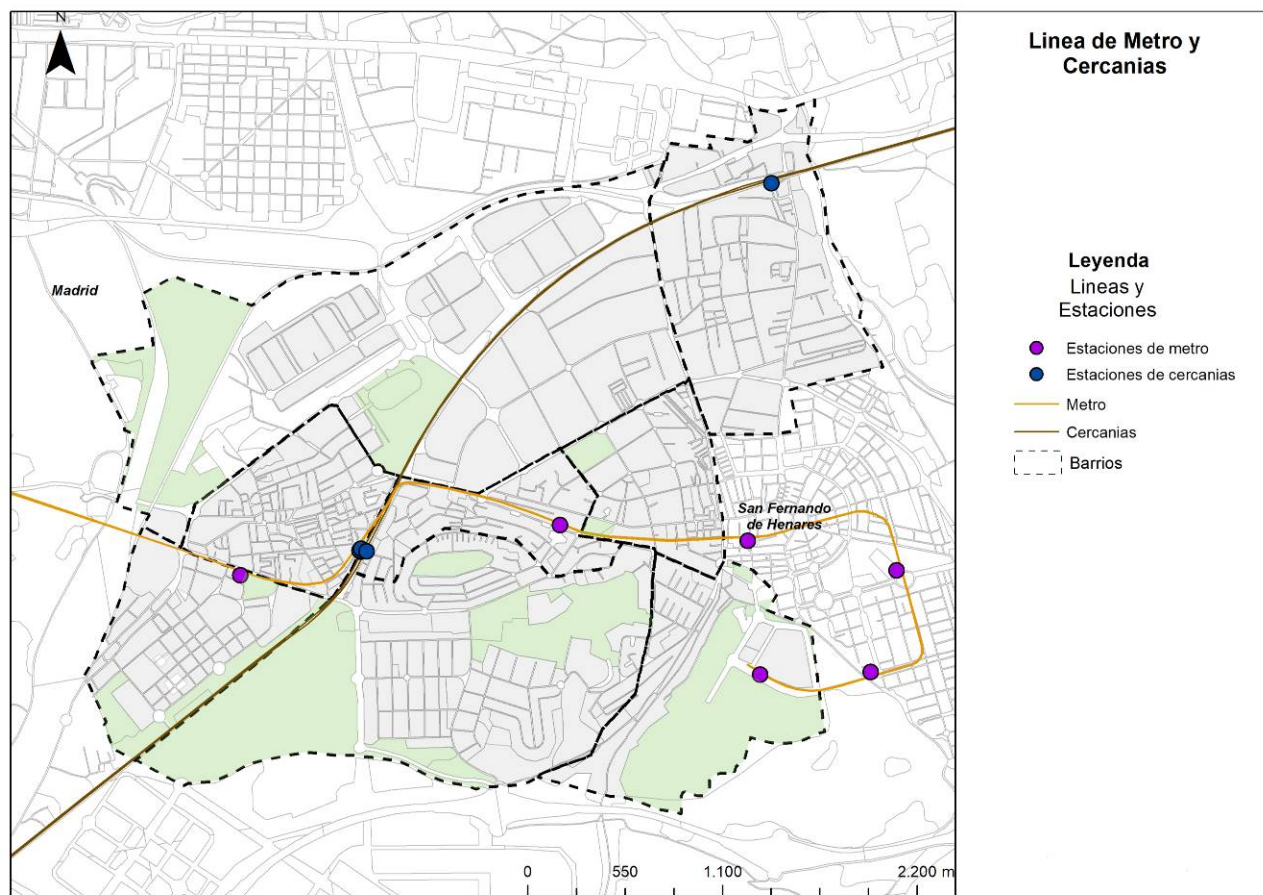 N
Linea de Metro y
Cercanias
Madrid
San Fernando
de Henares
Leyenda
Lineas y
Estaciones
Estaciones de metro
Estaciones de cercanias
Metro
Cercanias
Barrios
0 550 1.100 2.200 m